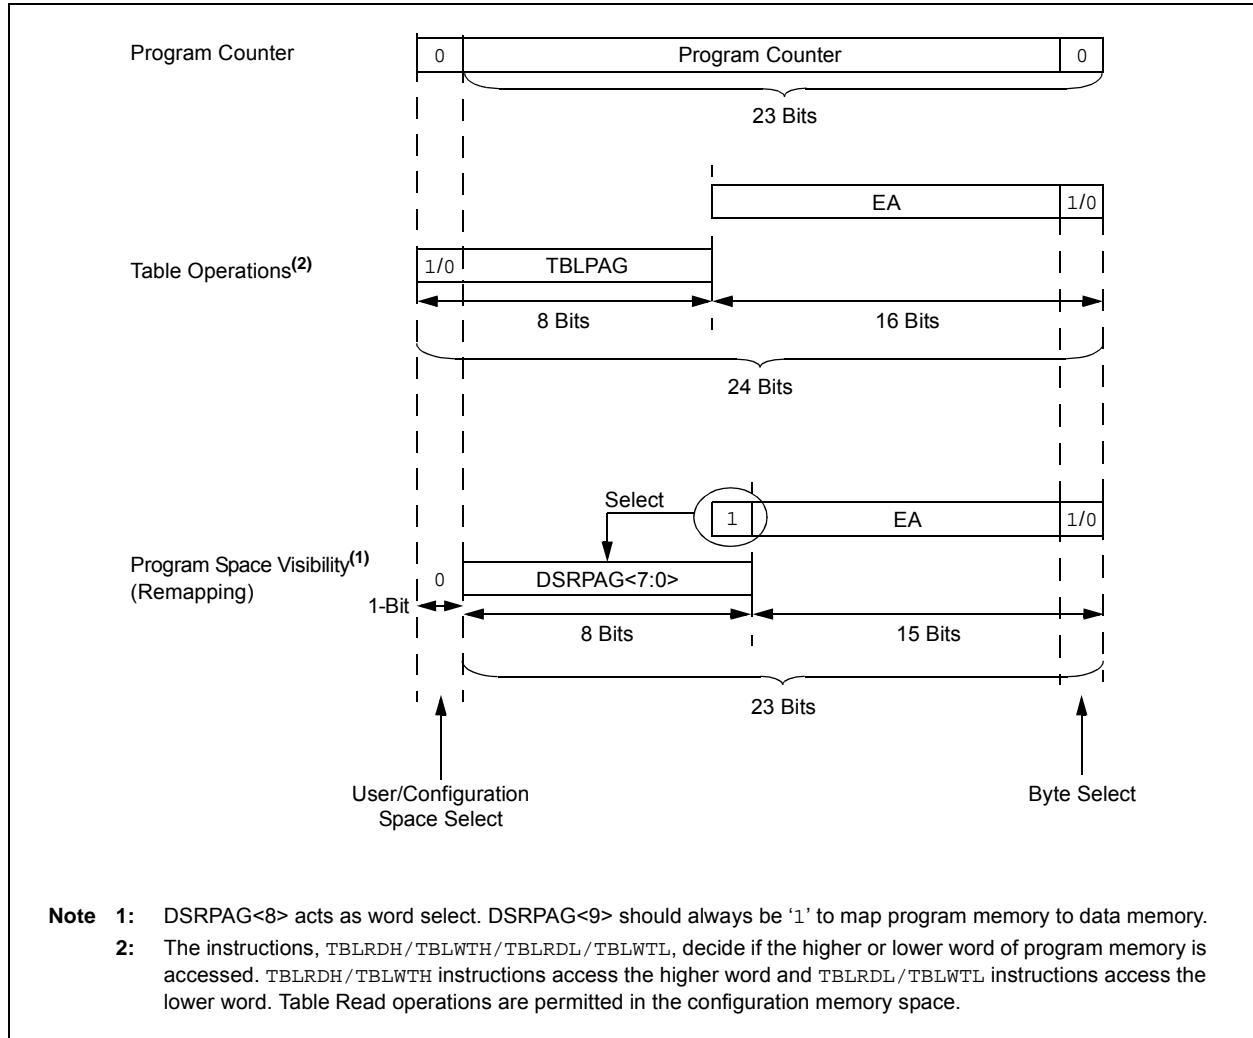 Program Counter
0
Program Counter
0
23 Bits
EA
1/0
Table Operations(2)
1/0
TBLPAG
8 Bits
16 Bits
24 Bits
Select
1
EA
1/0
Program Space Visibility(1)
(Remapping)
0
DSRPAG<7:0>
1-Bit
8 Bits
15 Bits
23 Bits
User/Configuration
Space Select
Byte Select
Note 1: DSRPAG<8> acts as word select. DSRPAG<9> should always be ‘1’ to map program memory to data memory.
2: The instructions, TBLRDH/TBLWTH/TBLRDL/TBLWTL, decide if the higher or lower word of program memory is
accessed. TBLRDH/TBLWTH instructions access the higher word and TBLRDL/TBLWTL instructions access the
lower word. Table Read operations are permitted in the configuration memory space.